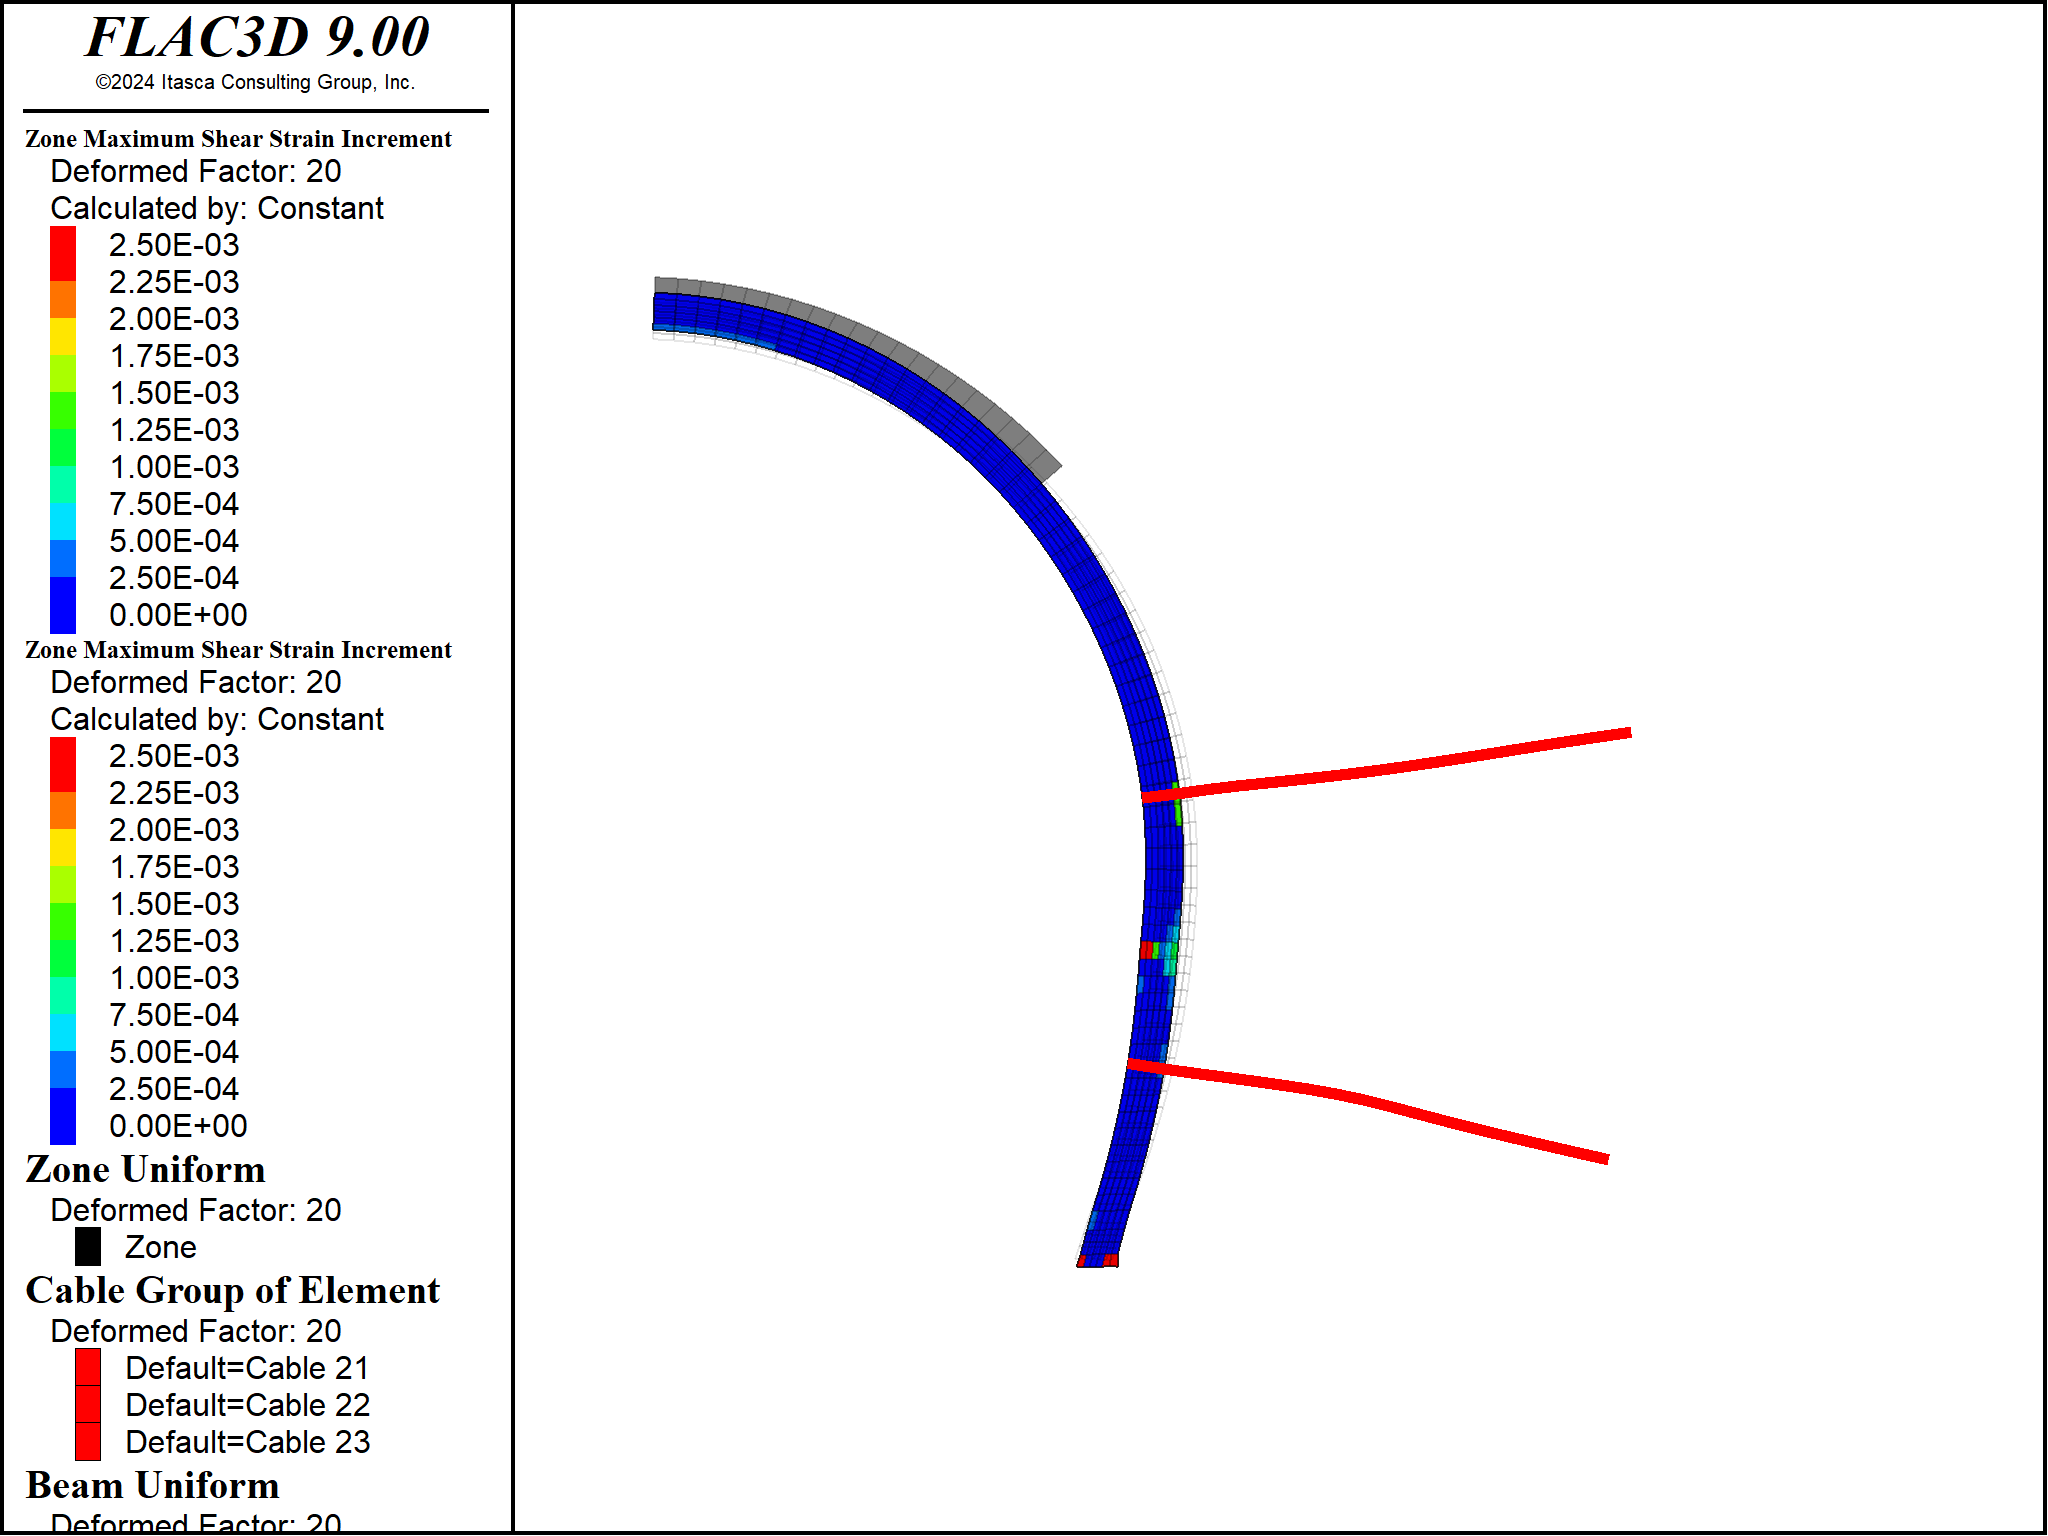 FLAC3D 9.00
©2024 Itasca Consulting Group, Inc.
Zone Maximum Shear Strain Increment
Deformed Factor: 20
Calculated by: Constant
2.50E-03
2.25E-03
2.00E-03
1.75E-03
1.50E-03
1.25E-03
1.00E-03
7.50E-04
5.00E-04
2.50E-04
0.00E+00
Zone Maximum Shear Strain Increment
Deformed Factor: 20
Calculated by: Constant
2.50E-03
2.25E-03
2.00E-03
1.75E-03
1.50E-03
1.25E-03
1.00E-03
7.50E-04
5.00E-04
2.50E-04
0.00E+00
Zone Uniform
Deformed Factor: 20
Zone
Cable Group of Element
Deformed Factor: 20
Default=Cable 21
Default=Cable 22
Default=Cable 23
Beam Uniform
Deformed Factor: 20